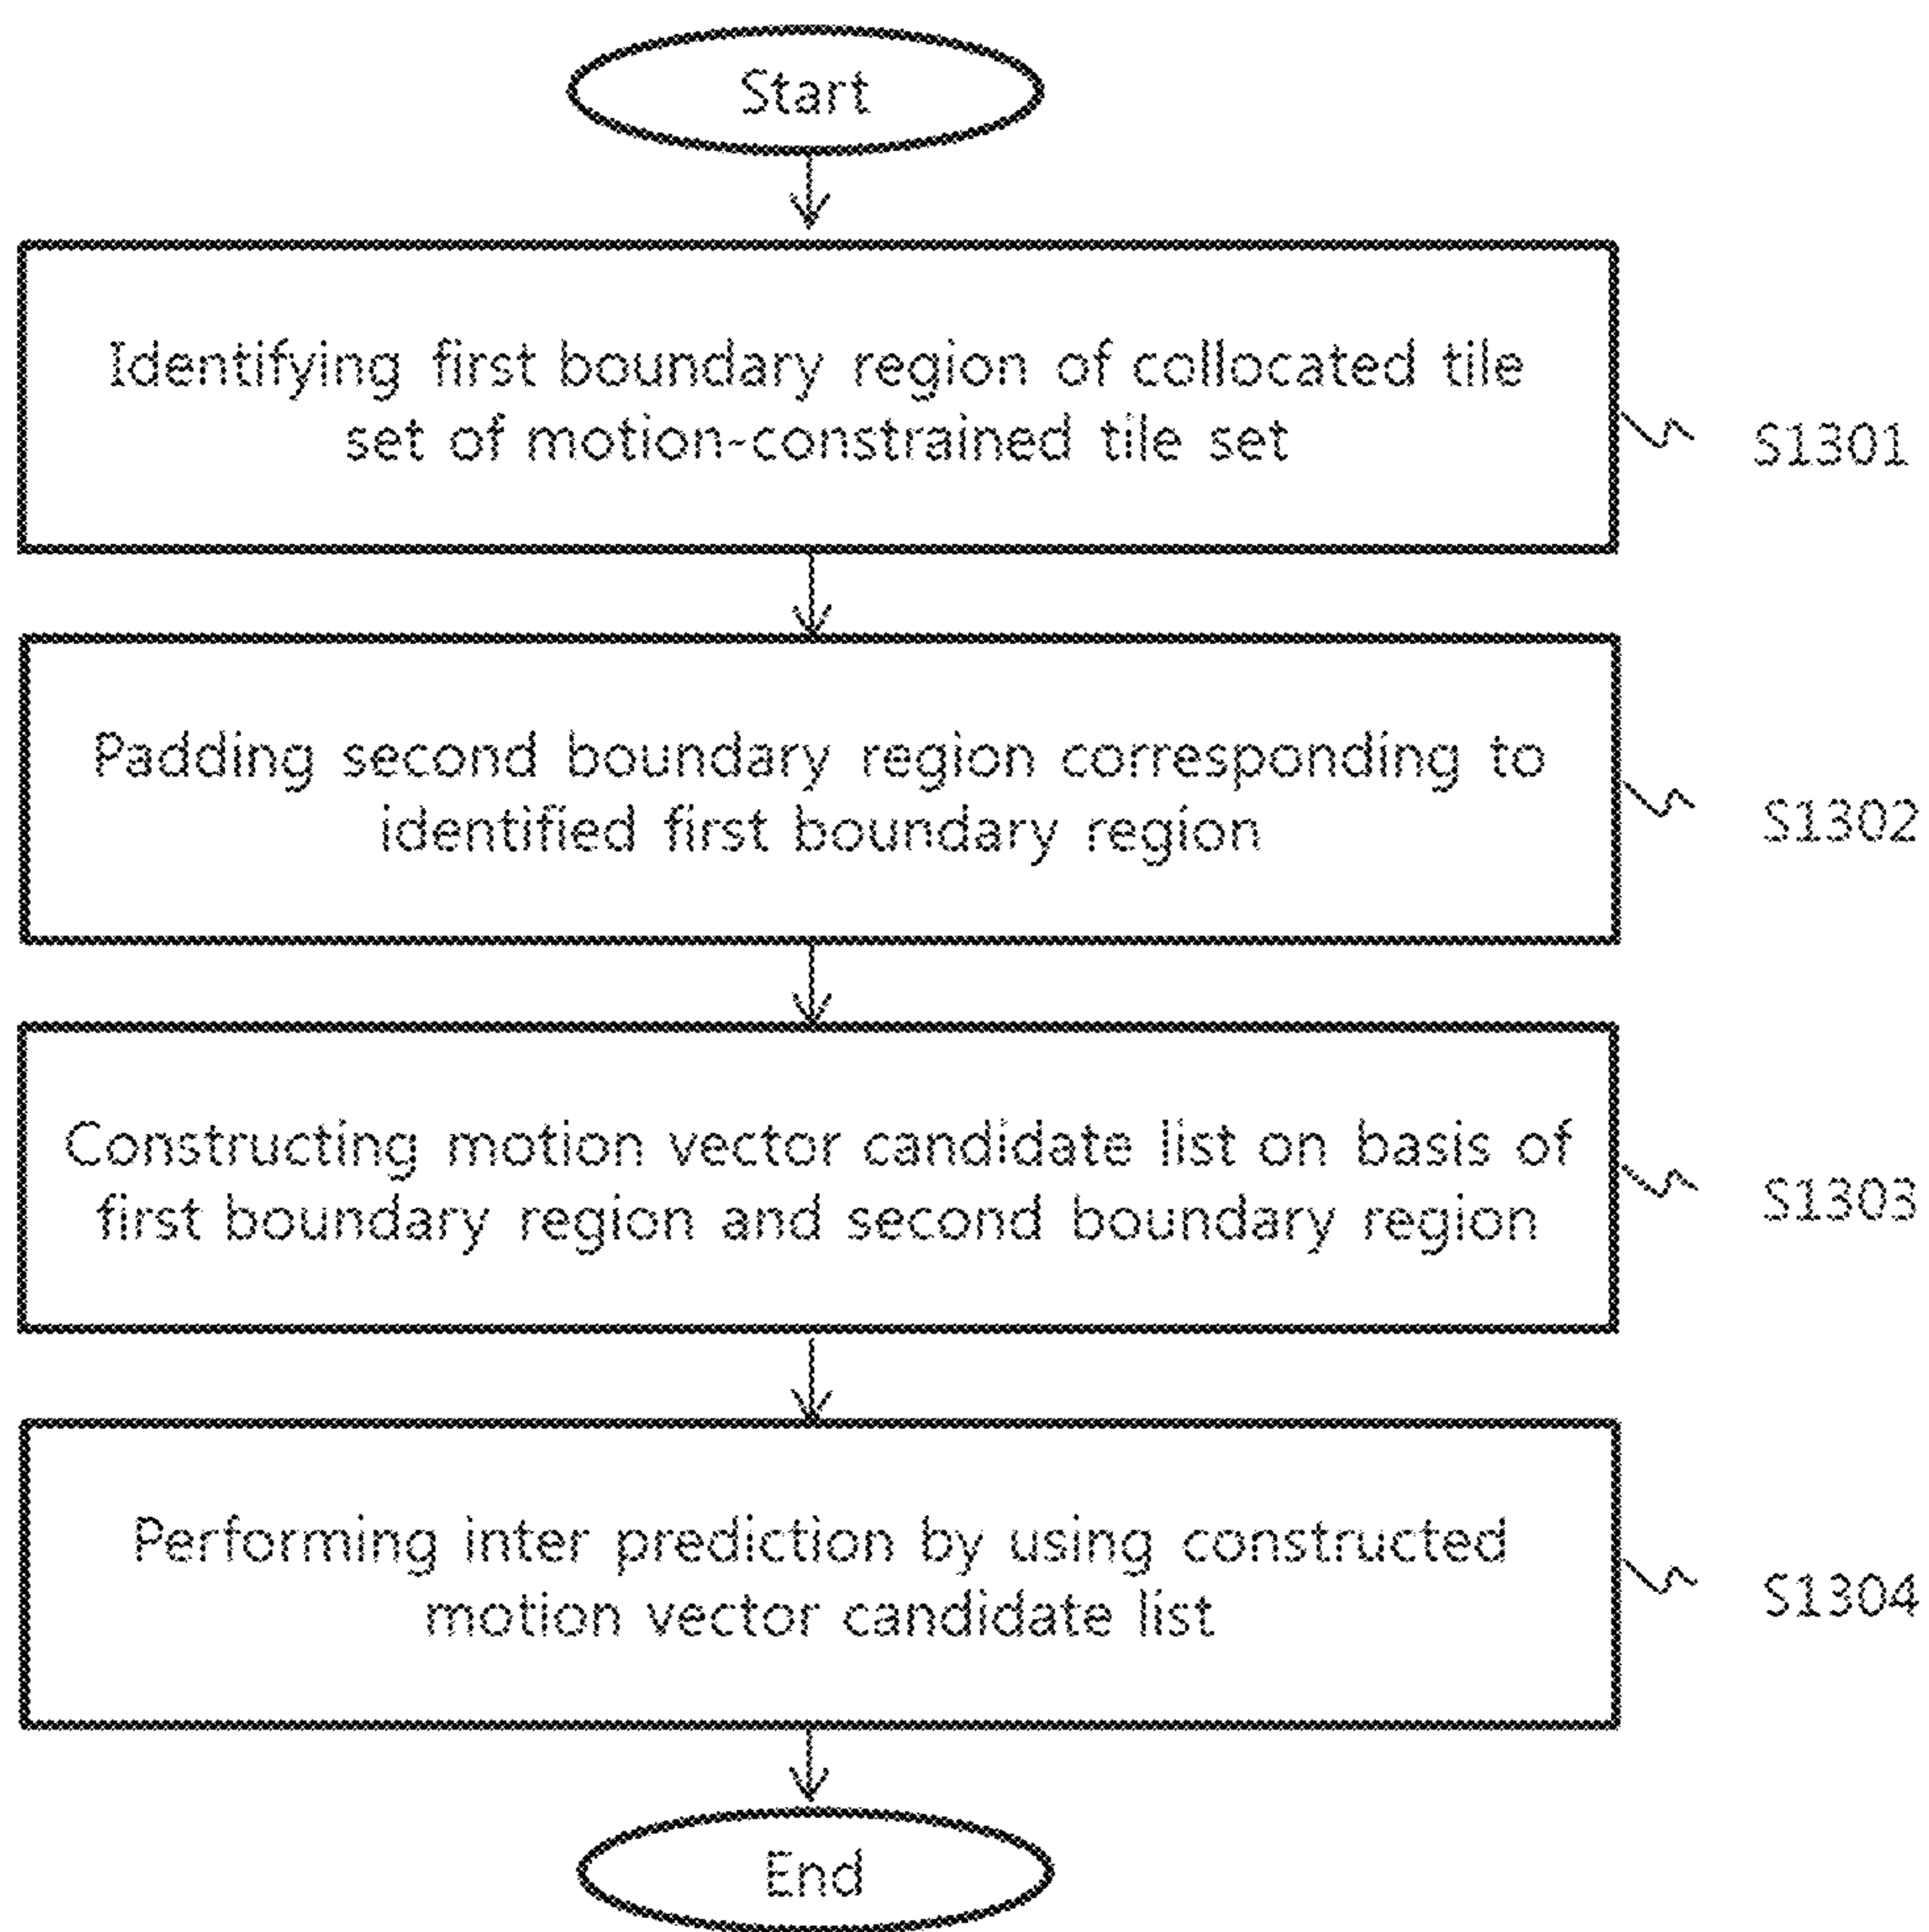 Start
Identifying first boundary region of collocated tile
set of motion-constrained tile set
S1301
Padding second boundary region corresponding to
identified first boundary region
S1302
Constructing motion vector candidate list on basis of
first boundary region and second boundary region
S1303
Performing inter prediction by using constructed
motion vector candidate list
S1304
End